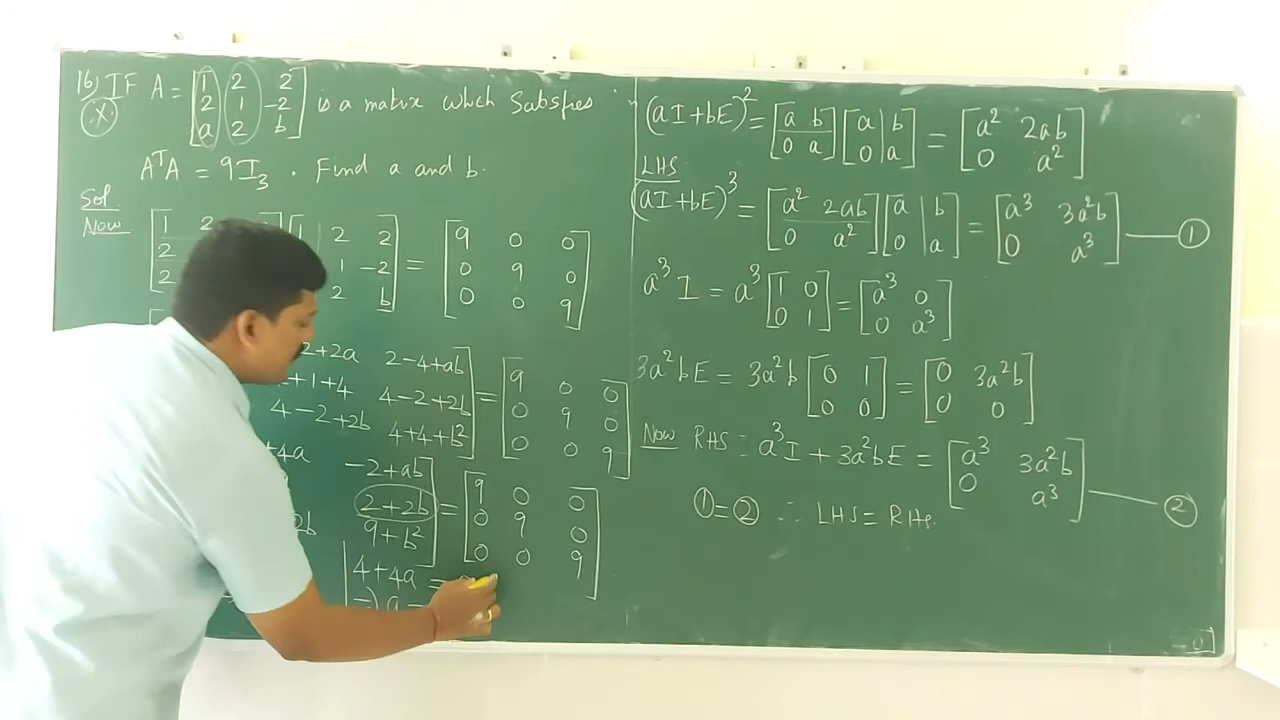 16) IF A = [1 2 2
2 1 -2
a 2 b] is a matrix which Satisfies
(X)
AᵀA = 9I₃ . Find a and b.
Sol
Now [1 2
2
2 [1 2 2
1 -2
2 b] = [9 0 0
0 9 0
0 0 9]
2+2a 2-4+ab
+1+4 4-2+2b
4-2+2b 4+4+b²] = [9 0 0
0 9 0
0 0 9]
+4a -2+ab
2+2b
2b 9+b²] = [9 0 0
0 9 0
0 0 9]
4+4a =
⇒ a =
(aI+bE)² = [a b
0 a] [a b
0 a] = [a² 2ab
0 a²]
LHS
(aI+bE)³ = [a² 2ab
0 a²] [a b
0 a] = [a³ 3a²b
0 a³] — ①
a³I = a³ [1 0
0 1] = [a³ 0
0 a³]
3a²bE = 3a²b [0 1
0 0] = [0 3a²b
0 0]
Now RHS = a³I + 3a²bE = [a³ 3a²b
0 a³] — ②
① = ② ∴ LHS = RHS.